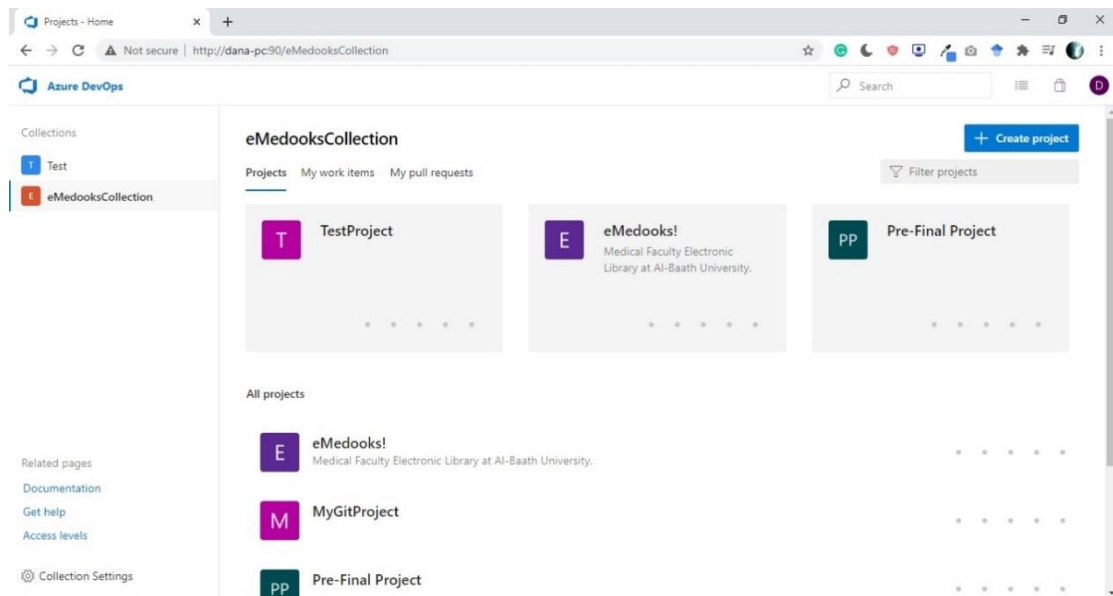 Projects - Home
Not secure | http://dana-pc:90/eMedooksCollection
Azure DevOps
Search
D
Collections
T Test
E eMedooksCollection
eMedooksCollection
+ Create project
Projects My work items My pull requests
Filter projects
T TestProject
E eMedooks!
Medical Faculty Electronic
Library at Al-Baath University.
PP Pre-Final Project
All projects
E eMedooks!
Medical Faculty Electronic Library at Al-Baath University.
M MyGitProject
PP Pre-Final Project
Related pages
Documentation
Get help
Access levels
Collection Settings